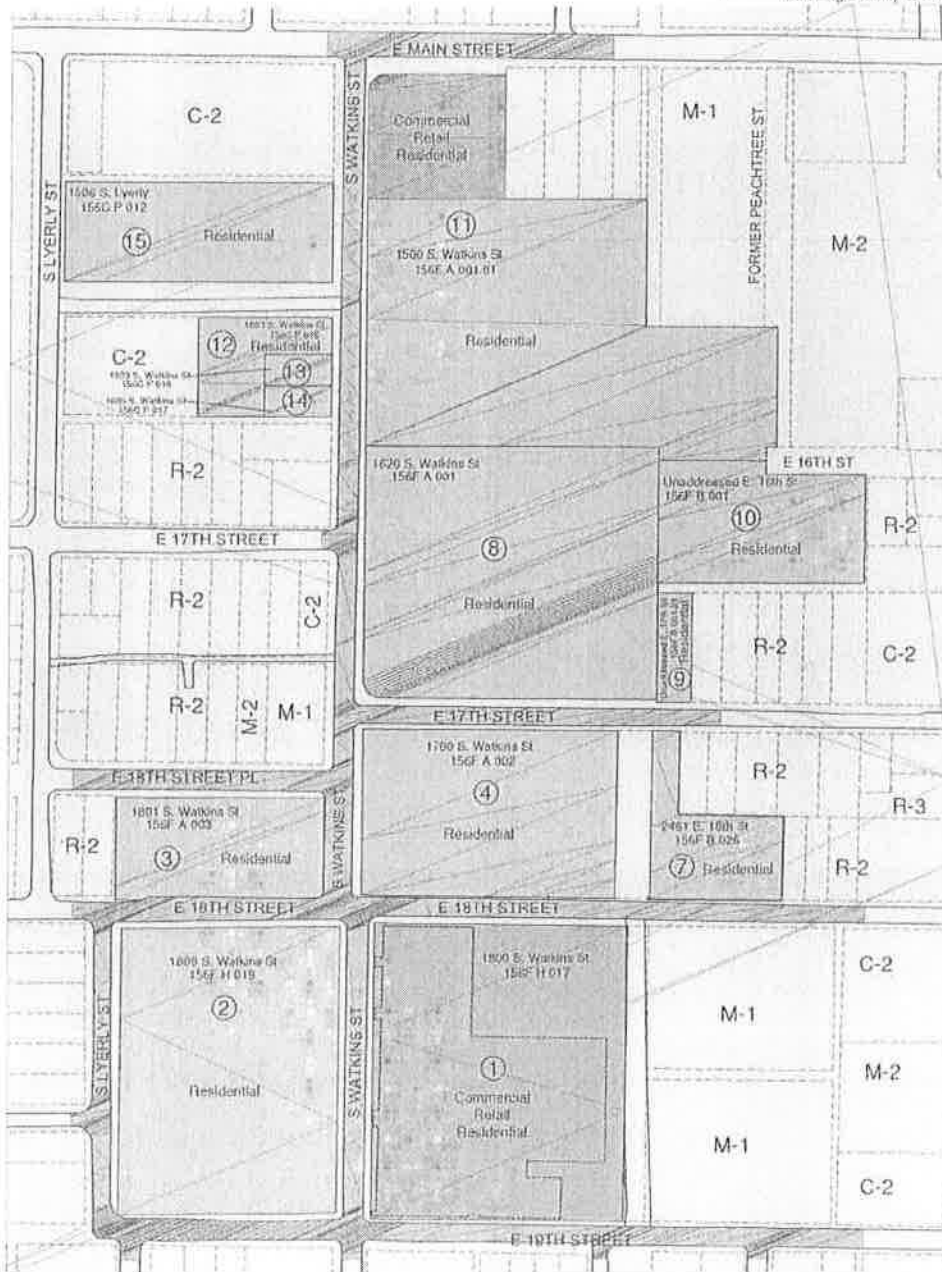 E MAIN STREET
S WATKINS ST
C-2
Commercial
Retail
Residential
M-1
FORMER PEACHTREE ST
M-2
S LYERLY ST
1506 S. Lyerly
156C P 012
15
Residential
11
1500 S. Watkins St
156F A 001.01
Residential
12
Residential
C-2
13
14
R-2
E 17TH STREET
1620 S. Watkins St
156F A 001
8
Residential
E 16TH ST
Unaddressed E. 16th St
156F B 001
10
Residential
R-2
R-2
C-2
R-2
M-2
M-1
9
Residential
R-2
C-2
E 17TH STREET
E 18TH STREET PL
S WATKINS ST
1700 S. Watkins St
156F A 002
4
Residential
R-2
R-3
R-2
1801 S. Watkins St
156F A 003
3
Residential
2461 E. 18th St
156F B 026
7
Residential
R-2
E 18TH STREET
E 18TH STREET
S LYERLY ST
156F H 019
2
Residential
S WATKINS ST
1800 S. Watkins St
156F H 017
1
Commercial
Retail
Residential
M-1
M-1
C-2
M-2
C-2
E 19TH STREET